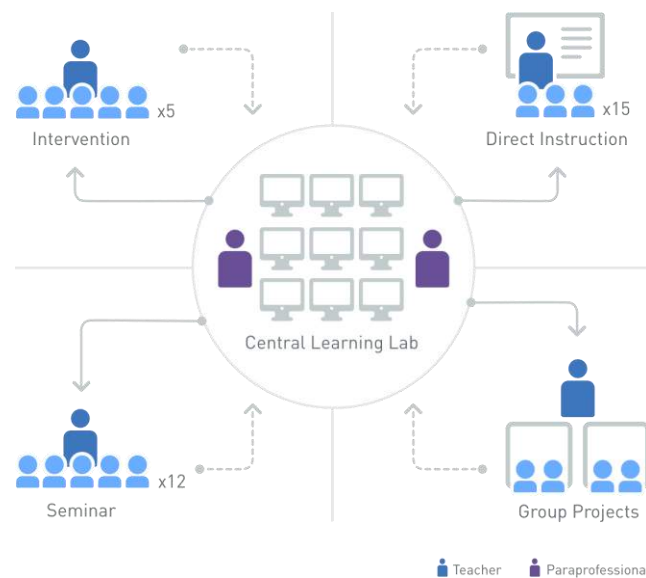 x5
Intervention
x15
Direct Instruction
Central Learning Lab
x12
Seminar
Group Projects
Teacher
Paraprofessiona